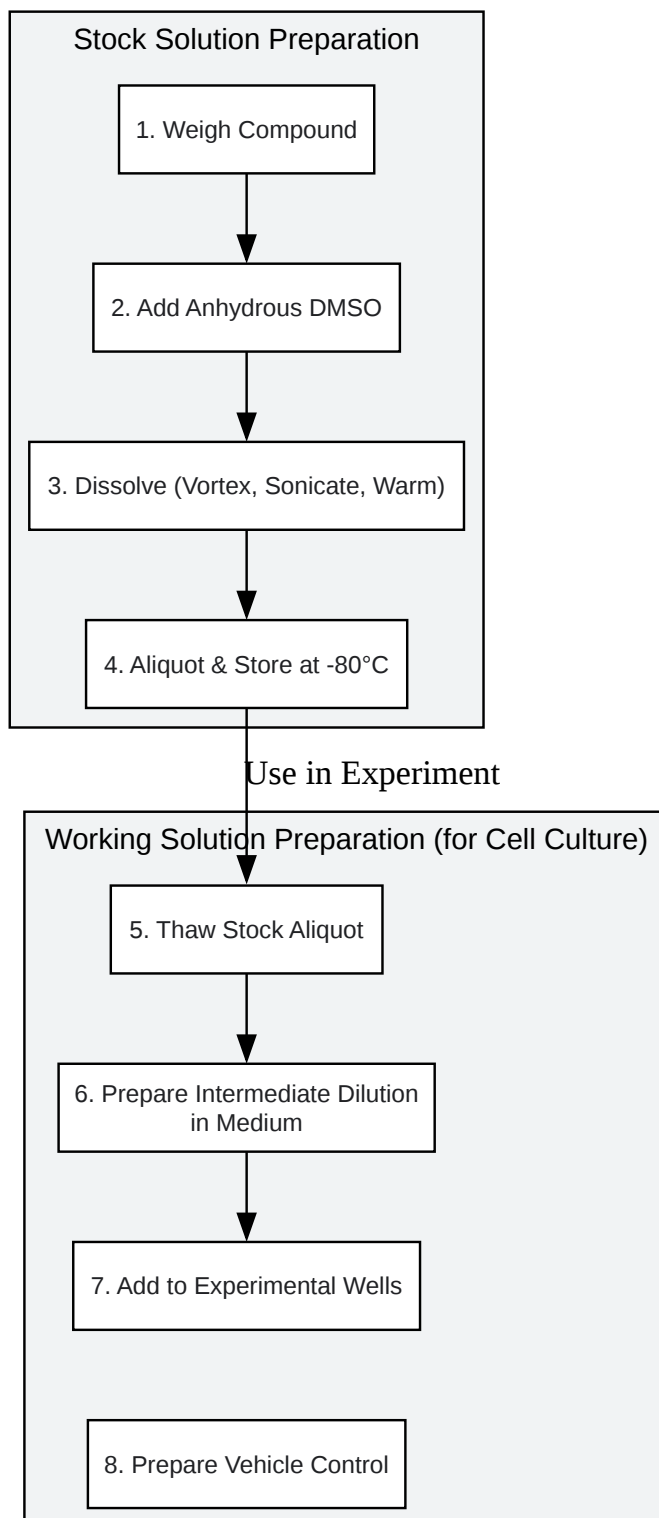 Stock Solution Preparation
1. Weigh Compound
2. Add Anhydrous DMSO
3. Dissolve (Vortex, Sonicate, Warm)
4. Aliquot & Store at -80°C
Use in Experiment
Working Solution Preparation (for Cell Culture)
5. Thaw Stock Aliquot
6. Prepare Intermediate Dilution
in Medium
7. Add to Experimental Wells
8. Prepare Vehicle Control